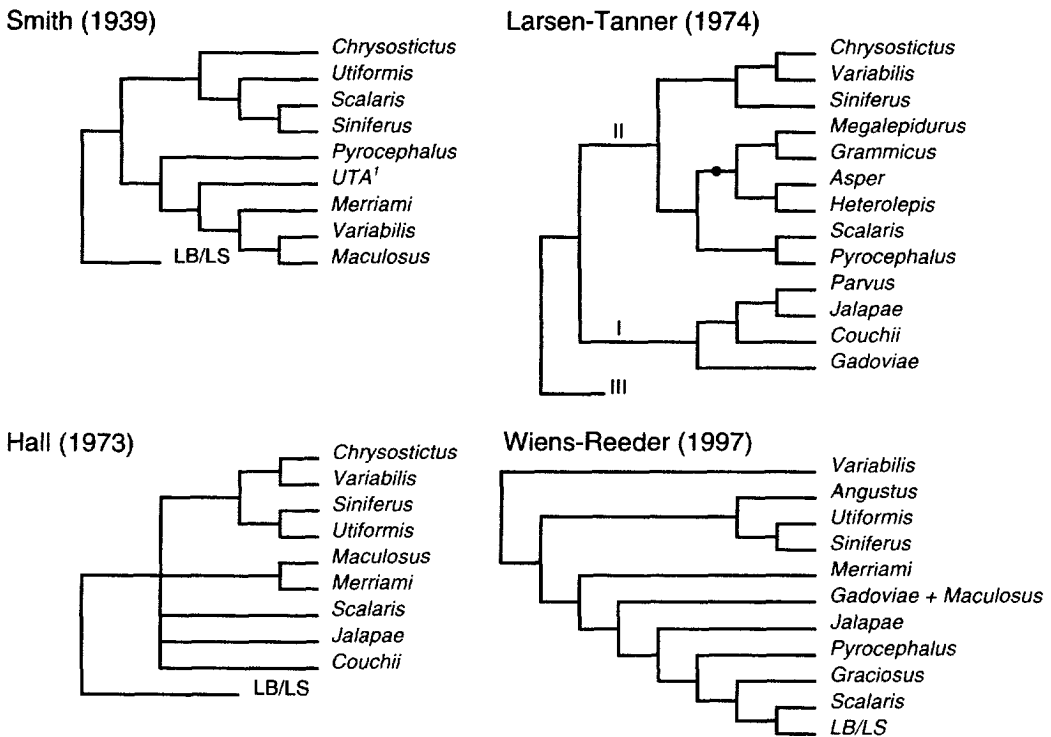 Smith (1939)
Chrysostictus
Utiformis
Scalaris
Siniferus
Pyrocephalus
UTA¹
Merriami
Variabilis
Maculosus
LB/LS
Larsen-Tanner (1974)
Chrysostictus
Variabilis
Siniferus
Megalepidurus
Grammicus
Asper
Heterolepis
Scalaris
Pyrocephalus
Parvus
Jalapae
Couchii
Gadoviae
II
I
III
Hall (1973)
Chrysostictus
Variabilis
Siniferus
Utiformis
Maculosus
Merriami
Scalaris
Jalapae
Couchii
LB/LS
Wiens-Reeder (1997)
Variabilis
Angustus
Utiformis
Siniferus
Merriami
Gadoviae + Maculosus
Jalapae
Pyrocephalus
Graciosus
Scalaris
LB/LS